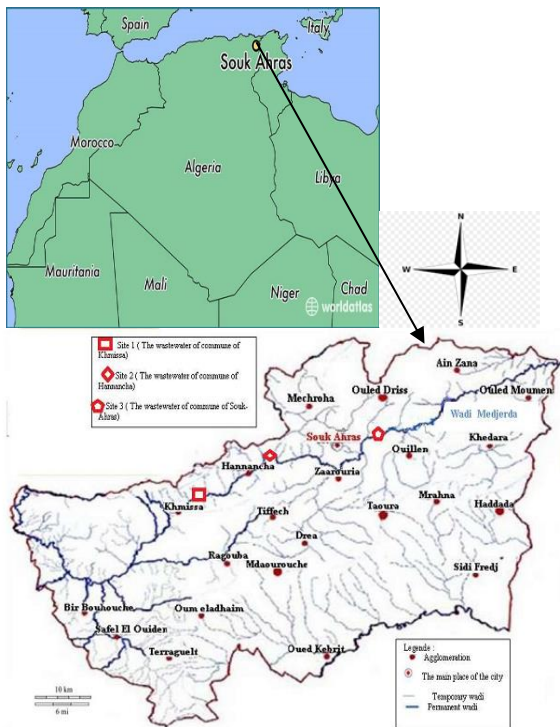 Spain
Italy
Souk Ahras
Morocco
Algeria
Libya
Mauritania
Mali
Niger
Chad
worldatlas
N
W
E
S
Site 1 ( The wastewater of commune of
Khmissa)
Site 2 ( The wastewater of commune of
Hannancha)
Site 3 ( The wastewater of commune of Souk-
Ahras)
Ain Zana
Ouled Driss
Ouled Moumen
Mechroha
Wadi Medjerda
Souk Ahras
Khedara
Ouillen
Hannancha
Zaarouria
Khmissa
Tiffech
Taoura
Mrahna
Haddada
Drea
Ragouba
Mdaourouche
Sidi Fredj
Bir Bouhouche
Oum eladhaim
Safel El Ouiden
Terraguelt
Oued Kebrit
Legende :
Agglomeration
The main place of the city
Temporary wadi
Permanent wadi
10 km
6 mi